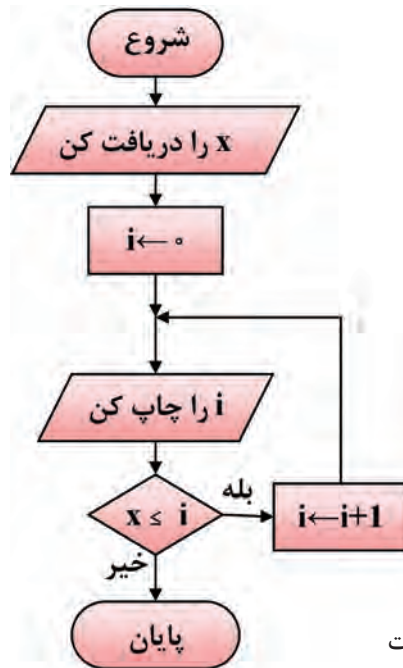 شروع
x را دریافت کن
i←۰
i را چاپ کن
x ≤ i
بله
i←i+1
خیر
پایان
ت